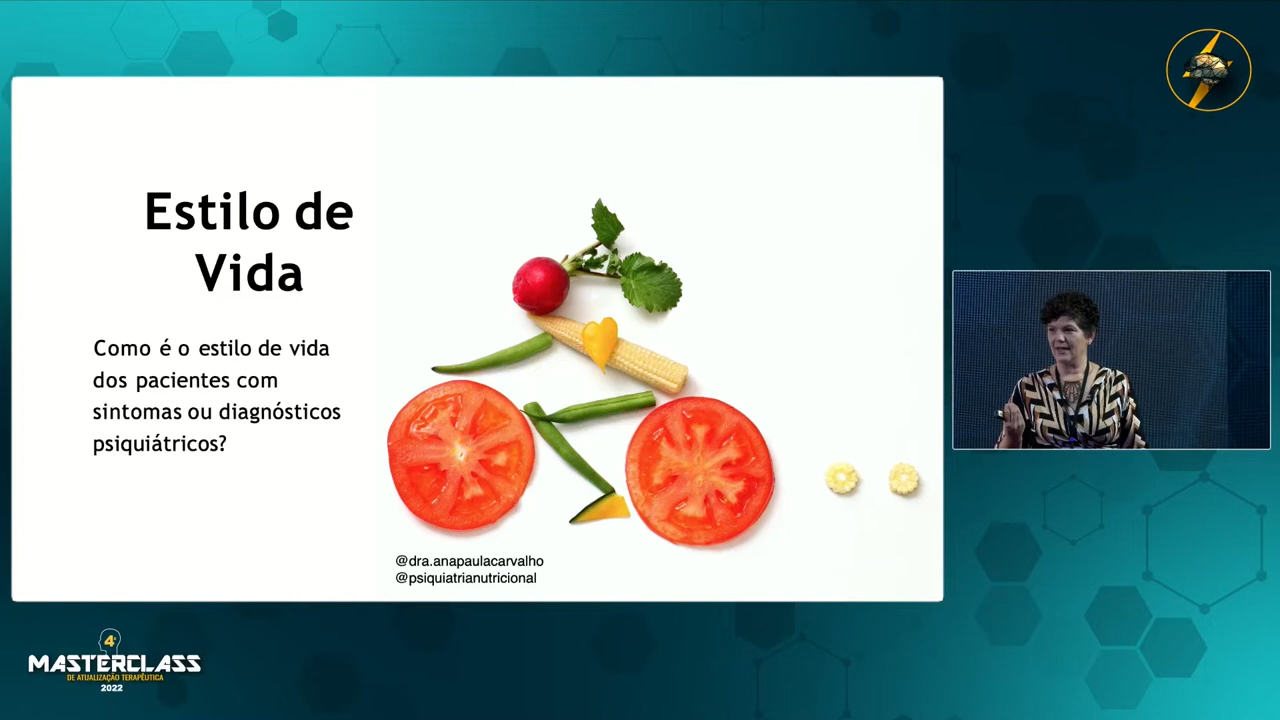 Estilo de
Vida
Como é o estilo de vida
dos pacientes com
sintomas ou diagnósticos
psiquiátricos?
@dra.anapaulacarvalho
@psiquiatrianutricional
4ª
MASTERCLASS
DE ATUALIZAÇÃO TERAPÊUTICA
2022